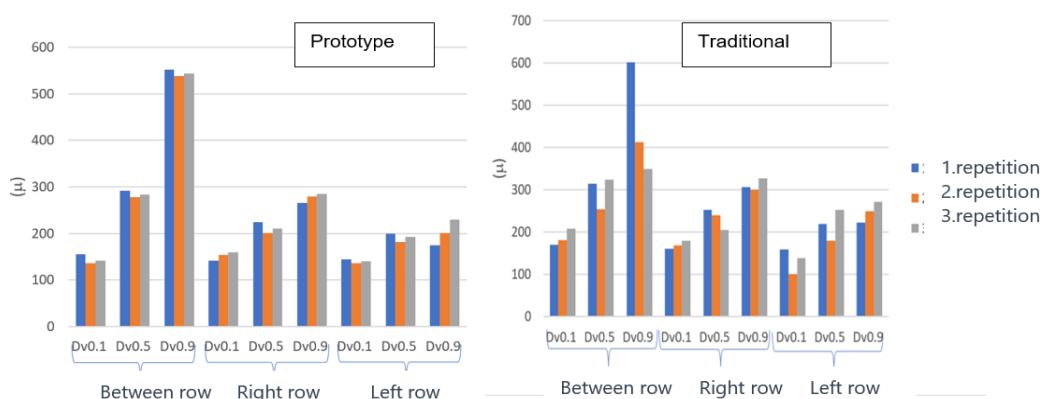 Prototype
(μ)
600
500
400
300
200
100
0
Dv0.1 Dv0.5 Dv0.9 Dv0.1 Dv0.5 Dv0.9 Dv0.1 Dv0.5 Dv0.9
Between row Right row Left row
Traditional
(μ)
700
600
500
400
300
200
100
0
Dv0.1 Dv0.5 Dv0.9 Dv0.1 Dv0.5 Dv0.9 Dv0.1 Dv0.5 Dv0.9
Between row Right row Left row
1.repetition
2.repetition
3.repetition